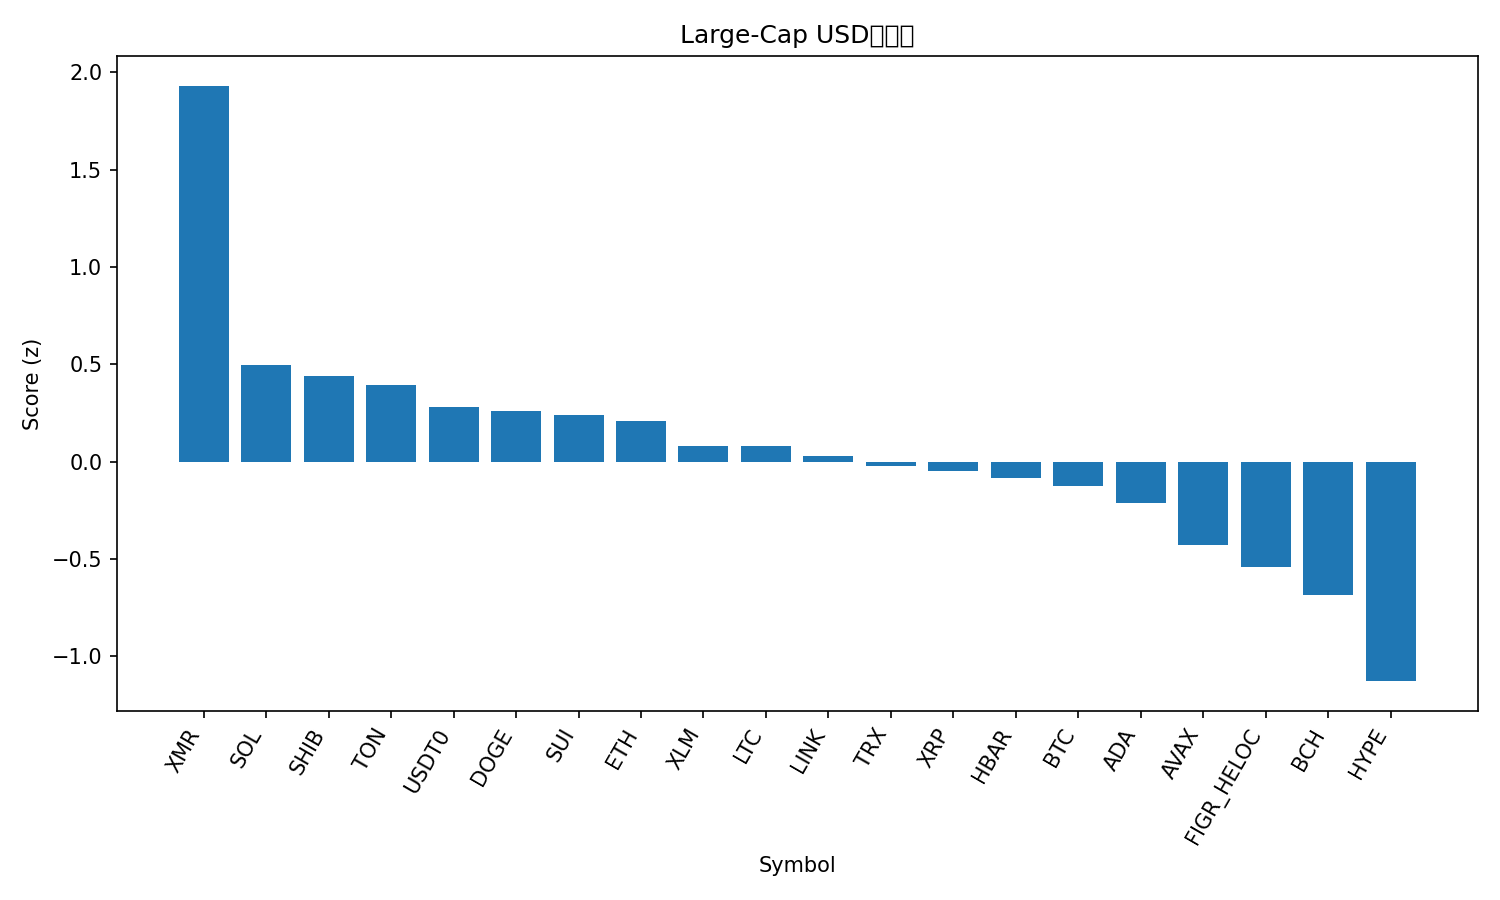 Large-Cap USD
Score (z)
2.0
1.5
1.0
0.5
0.0
−0.5
−1.0
XMR
SOL
SHIB
TON
USDT0
DOGE
SUI
ETH
XLM
LTC
LINK
TRX
XRP
HBAR
BTC
ADA
AVAX
FIGR_HELOC
BCH
HYPE
Symbol